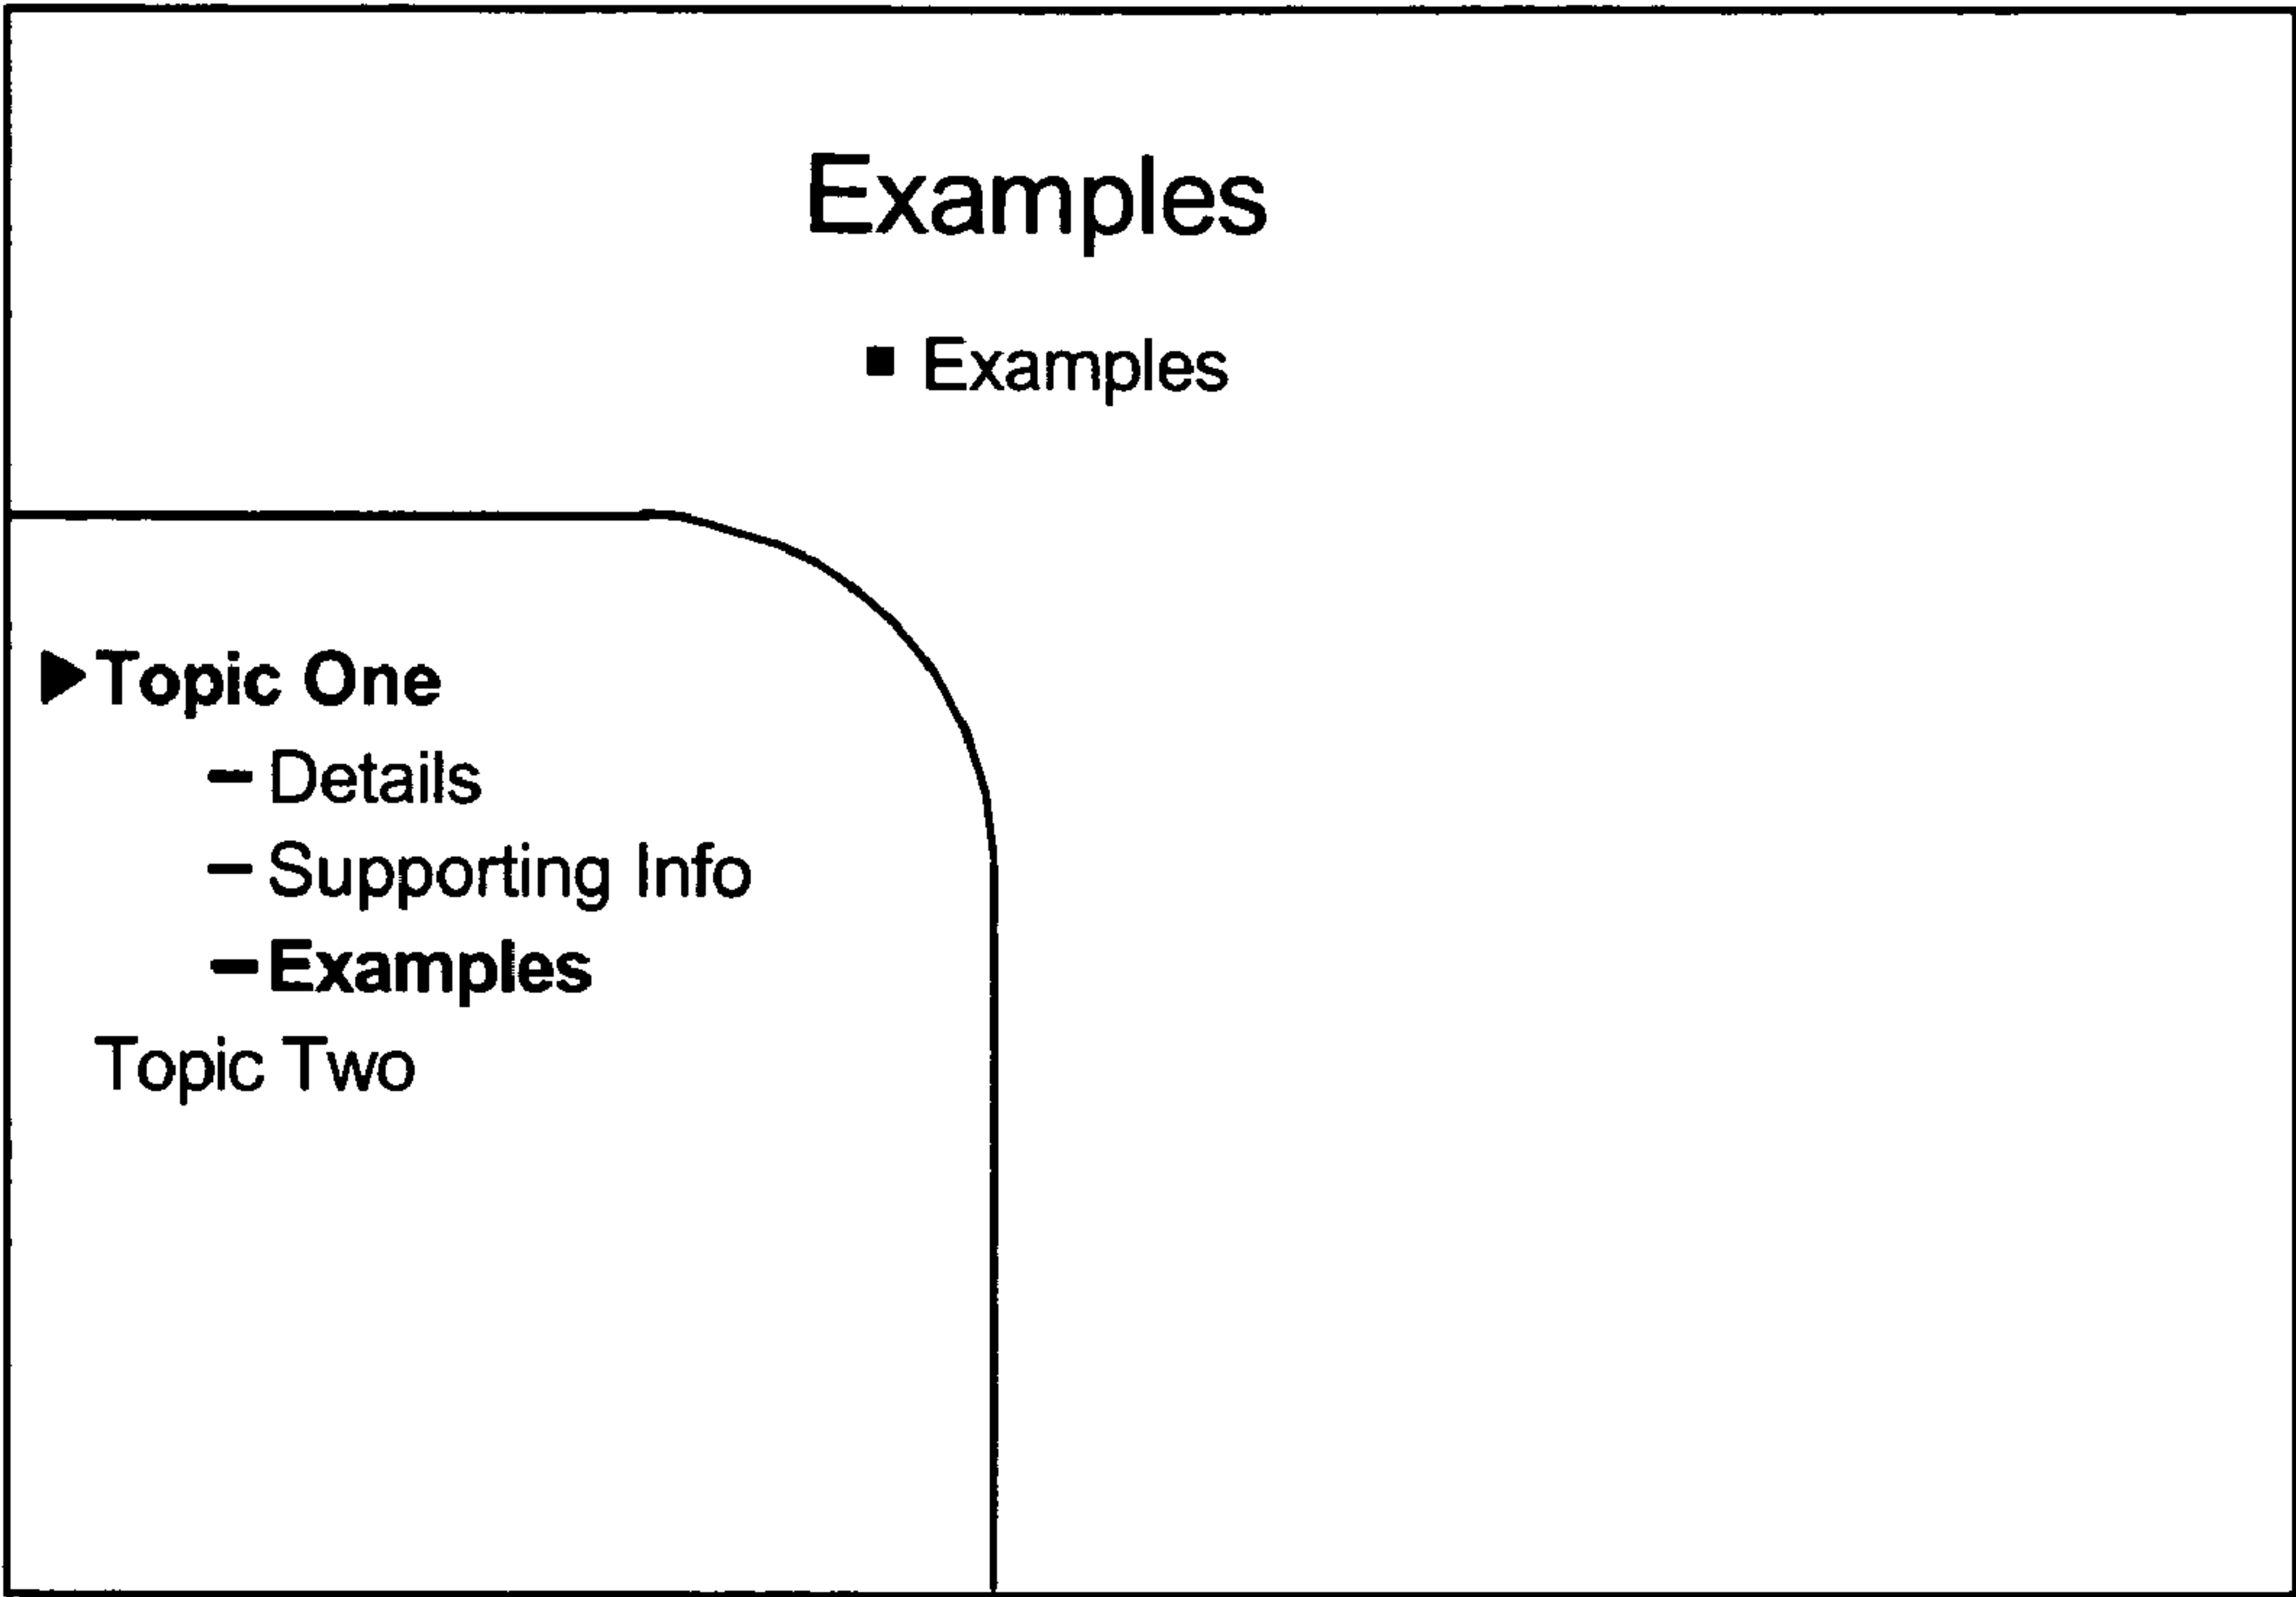 Examples
▪ Examples
▶Topic One
– Details
– Supporting Info
– Examples
Topic Two